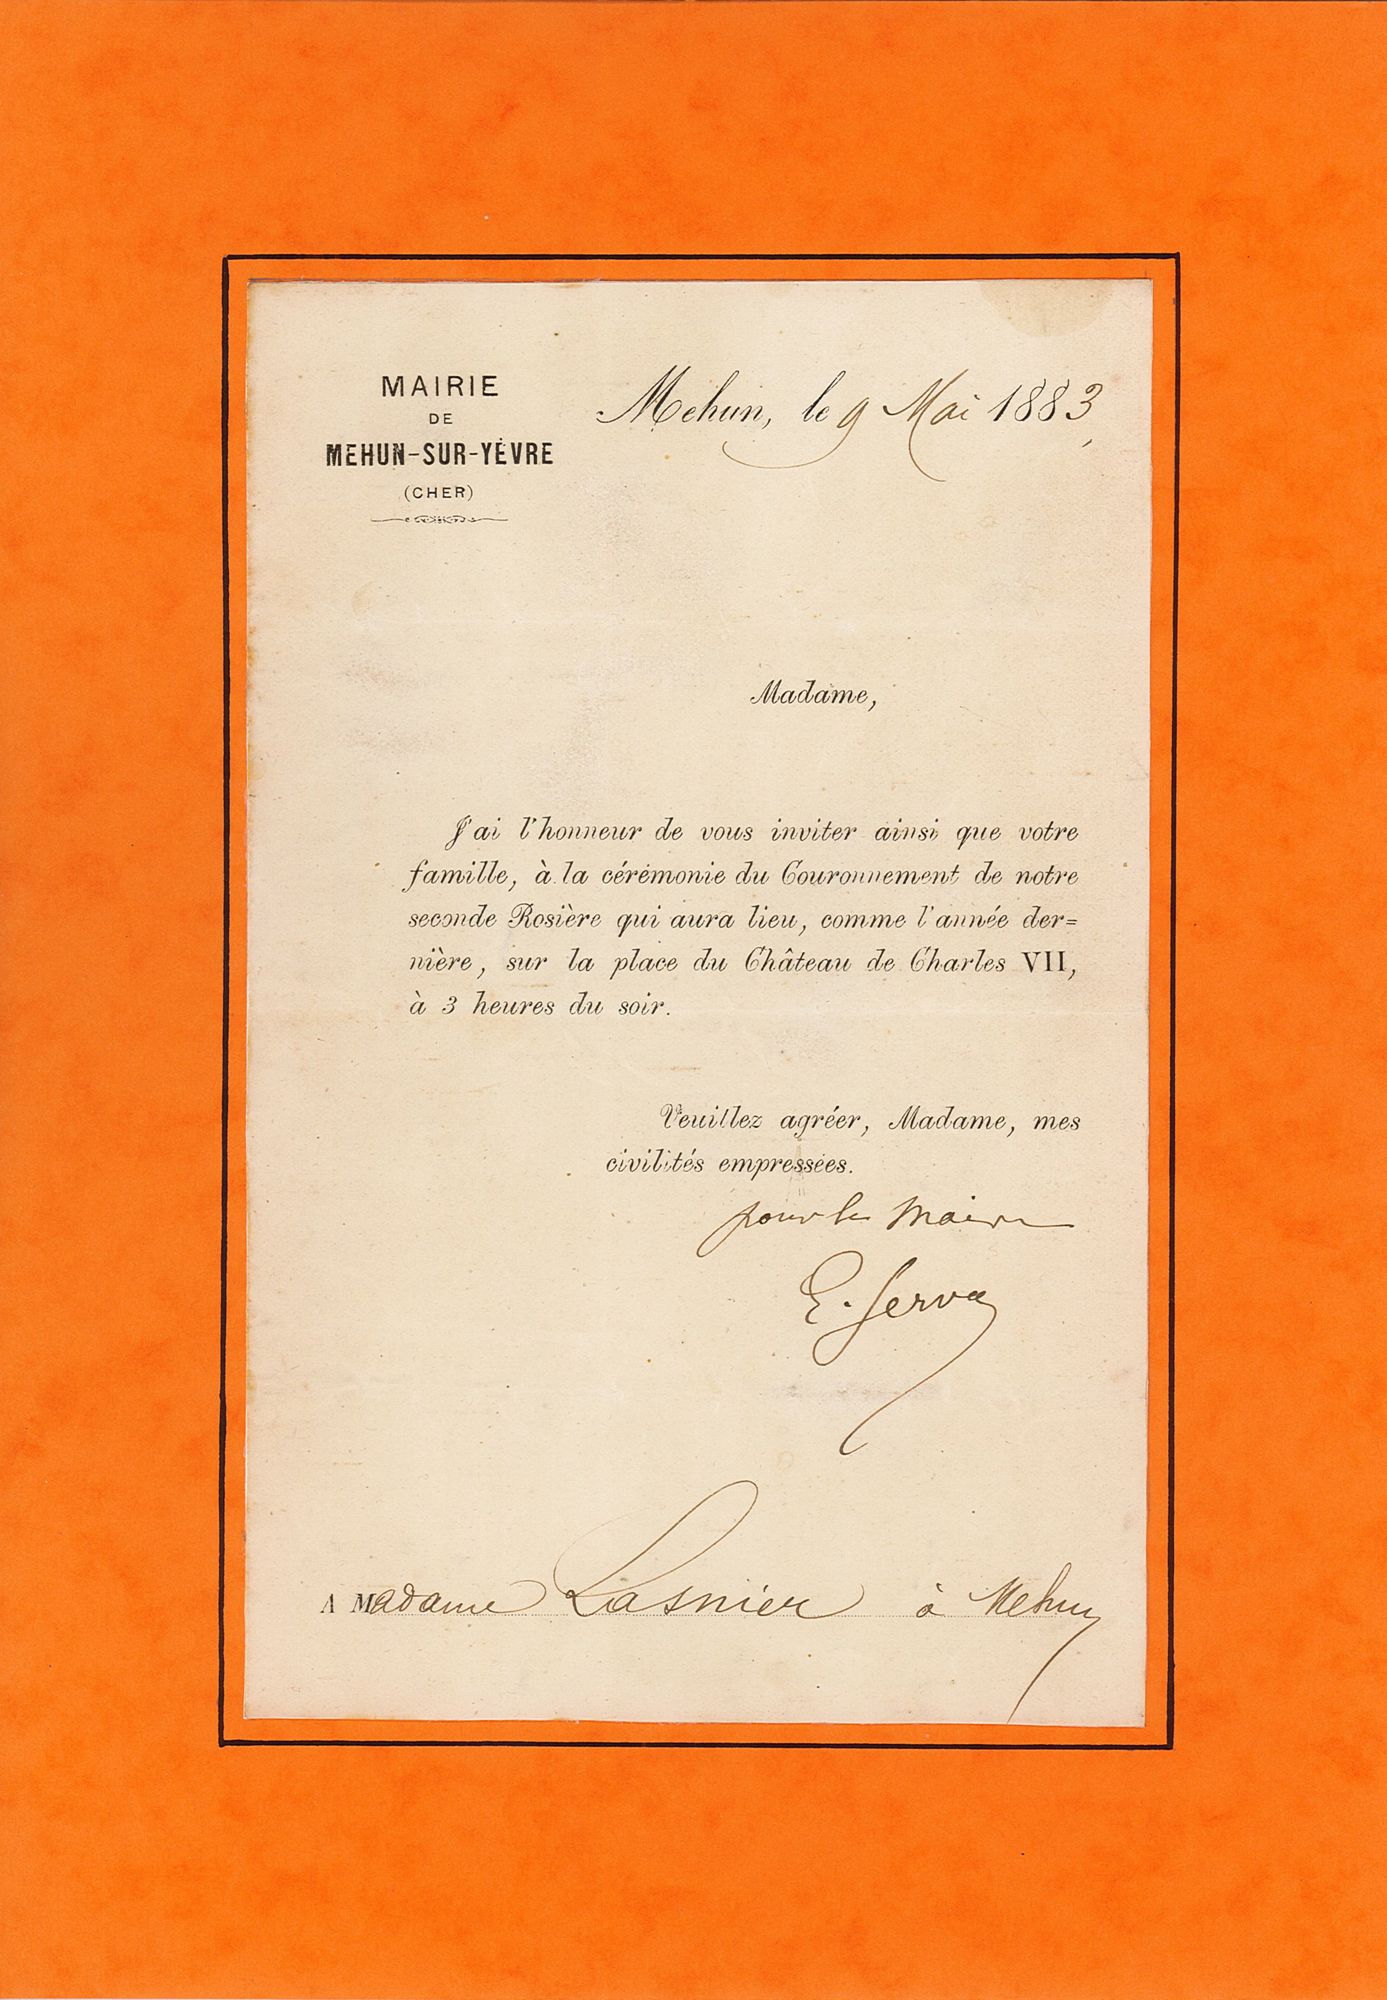 MAIRIE
DE
MEHUN-SUR-YÈVRE
(CHER)
Mehun, le 9 Mai 1883
Madame,
J'ai l'honneur de vous inviter ainsi que votre
famille, à la cérémonie du Couronnement de notre
seconde Rosière qui aura lieu, comme l'année der=
nière, sur la place du Château de Charles VII,
à 3 heures du soir.
Veuillez agréer, Madame, mes
civilités empressées.
pour le Maire
E.
A Madame Lasnier à Mehun